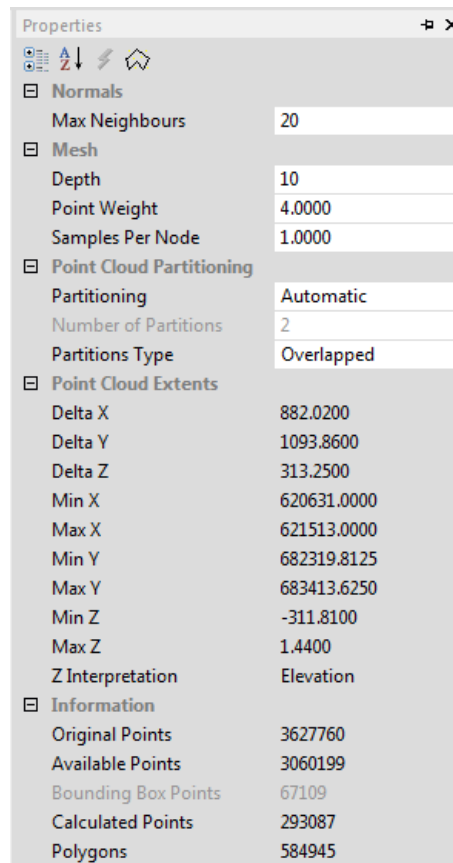 Properties
Normals
Max Neighbours 20
Mesh
Depth 10
Point Weight 4.0000
Samples Per Node 1.0000
Point Cloud Partitioning
Partitioning Automatic
Number of Partitions 2
Partitions Type Overlapped
Point Cloud Extents
Delta X 882.0200
Delta Y 1093.8600
Delta Z 313.2500
Min X 620631.0000
Max X 621513.0000
Min Y 682319.8125
Max Y 683413.6250
Min Z -311.8100
Max Z 1.4400
Z Interpretation Elevation
Information
Original Points 3627760
Available Points 3060199
Bounding Box Points 67109
Calculated Points 293087
Polygons 584945